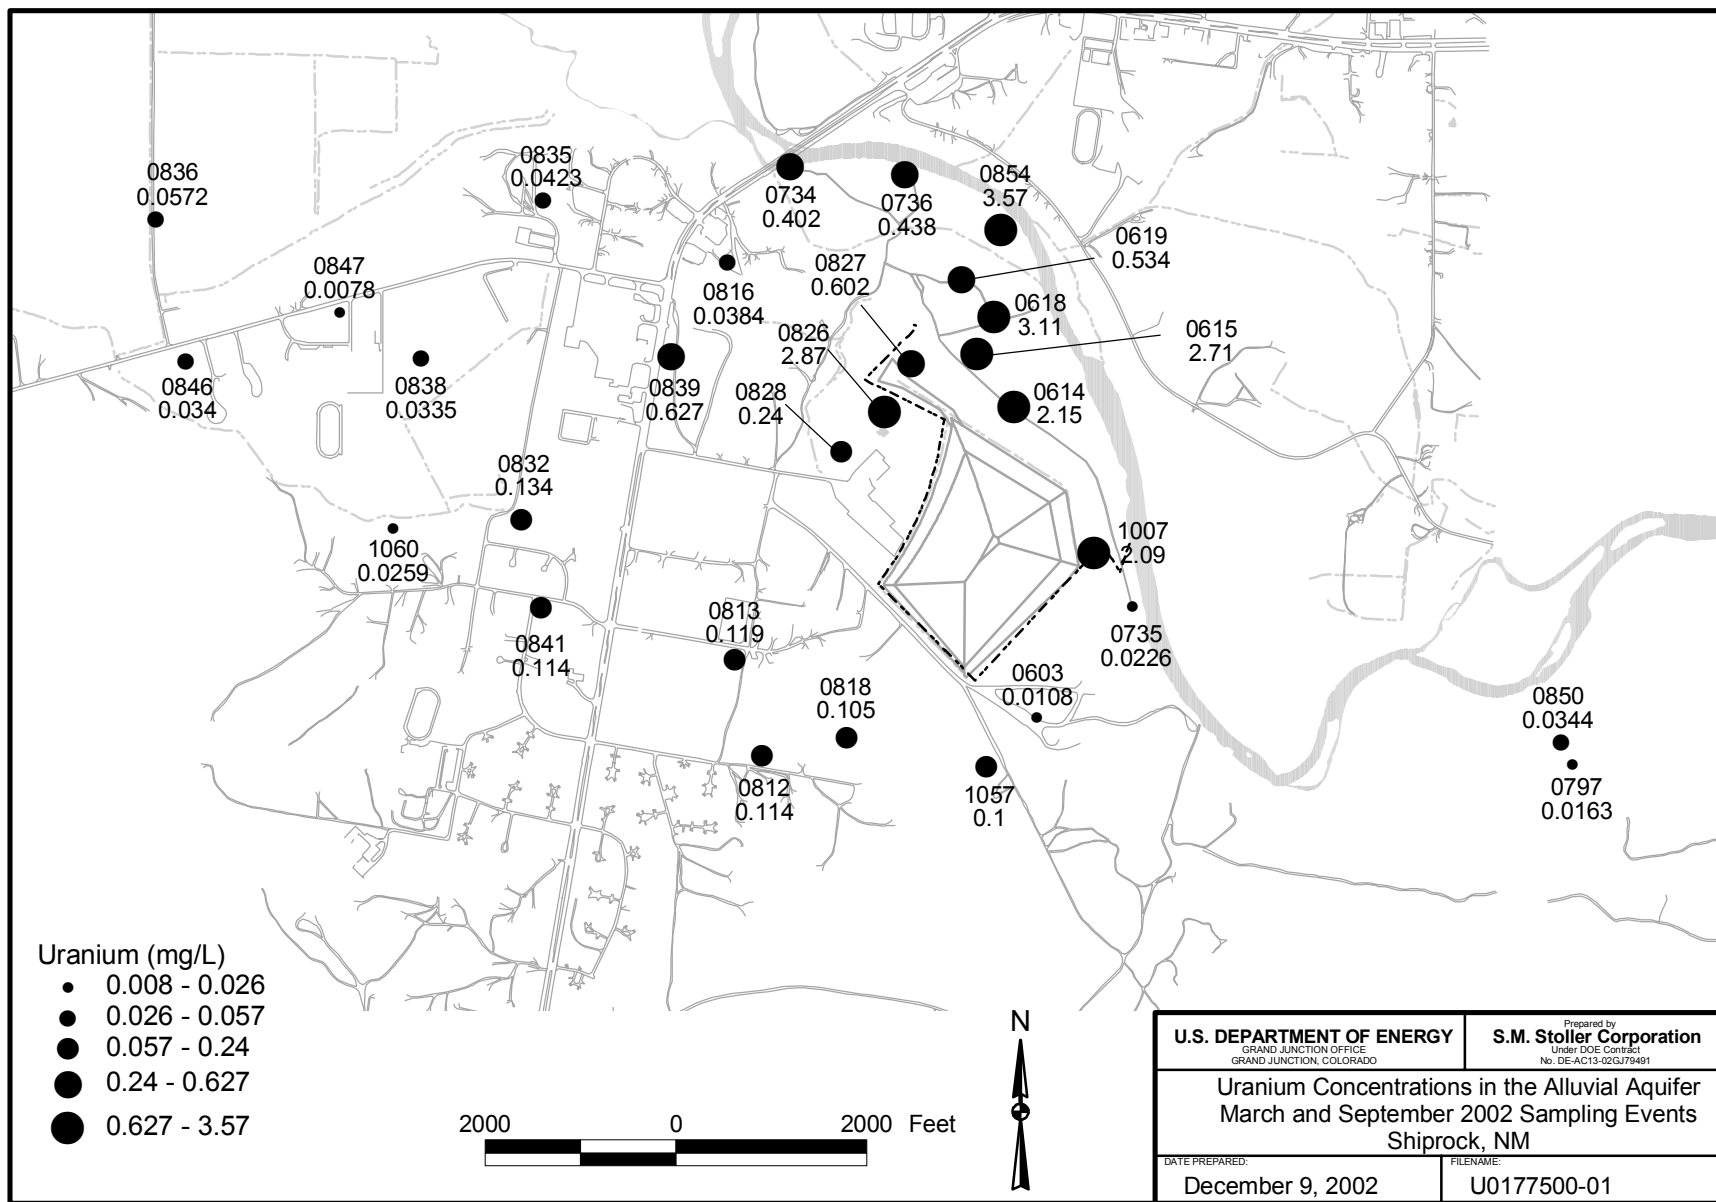 0836
0.0572
0835
0.0423
0734
0.402
0736
0.438
0854
3.57
0619
0.534
0847
0.0078
0816
0.0384
0827
0.602
0618
3.11
0615
2.71
0826
2.87
0846
0.034
0838
0.0335
0839
0.627
0828
0.24
0614
2.15
0832
0.134
1060
0.0259
1007
2.09
0841
0.114
0813
0.119
0735
0.0226
0818
0.105
0603
0.0108
0850
0.0344
0812
0.114
1057
0.1
0797
0.0163
Uranium (mg/L)
0.008 - 0.026
0.026 - 0.057
0.057 - 0.24
0.24 - 0.627
0.627 - 3.57
2000 0 2000 Feet
N
U.S. DEPARTMENT OF ENERGY
GRAND JUNCTION OFFICE
GRAND JUNCTION, COLORADO
Prepared by
S.M. Stoller Corporation
Under DOE Contract
No. DE-AC13-02GJ79491
Uranium Concentrations in the Alluvial Aquifer
March and September 2002 Sampling Events
Shiprock, NM
DATE PREPARED:
December 9, 2002
FILENAME:
U0177500-01